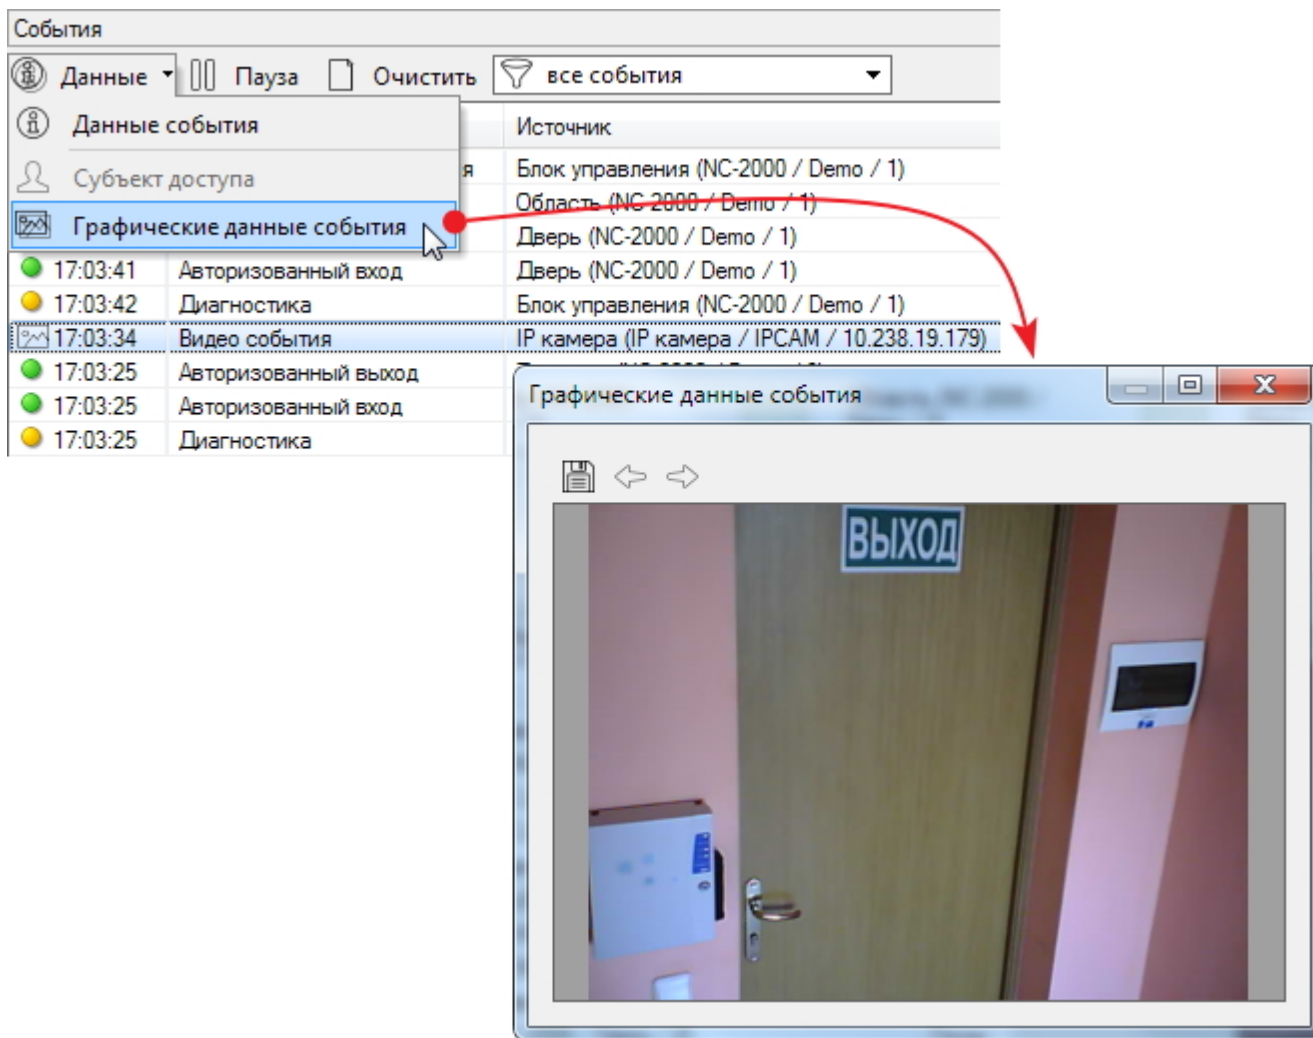 События
Данные Пауза Очистить все события
Данные события
Источник
Субъект доступа
я Блок управления (NC-2000 / Demo / 1)
Область (NC-2000 / Demo / 1)
Графические данные события
Дверь (NC-2000 / Demo / 1)
17:03:41 Авторизованный вход Дверь (NC-2000 / Demo / 1)
17:03:42 Диагностика Блок управления (NC-2000 / Demo / 1)
17:03:34 Видео события IP камера (IP камера / IPCAM / 10.238.19.179)
17:03:25 Авторизованный выход
17:03:25 Авторизованный вход
17:03:25 Диагностика
Графические данные события
ВЫХОД